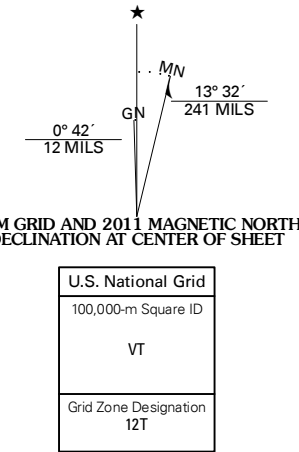 ★
MN
13° 32´
241 MILS
GN
0° 42´
12 MILS
M GRID AND 2011 MAGNETIC NORTH
DECLINATION AT CENTER OF SHEET
U.S. National Grid
100,000-m Square ID
VT
Grid Zone Designation
12T